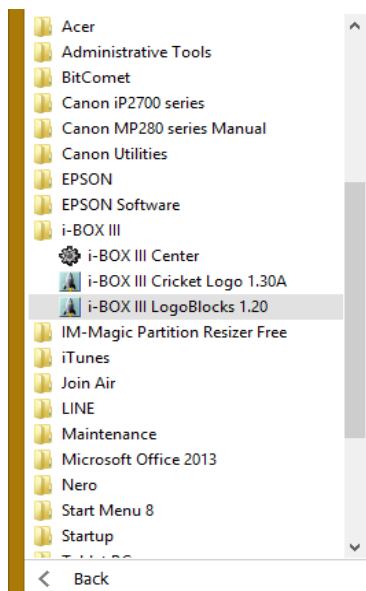 Acer
Administrative Tools
BitComet
Canon iP2700 series
Canon MP280 series Manual
Canon Utilities
EPSON
EPSON Software
i-BOX III
i-BOX III Center
i-BOX III Cricket Logo 1.30A
i-BOX III LogoBlocks 1.20
IM-Magic Partition Resizer Free
iTunes
Join Air
LINE
Maintenance
Microsoft Office 2013
Nero
Start Menu 8
Startup
Tablet PC
Back